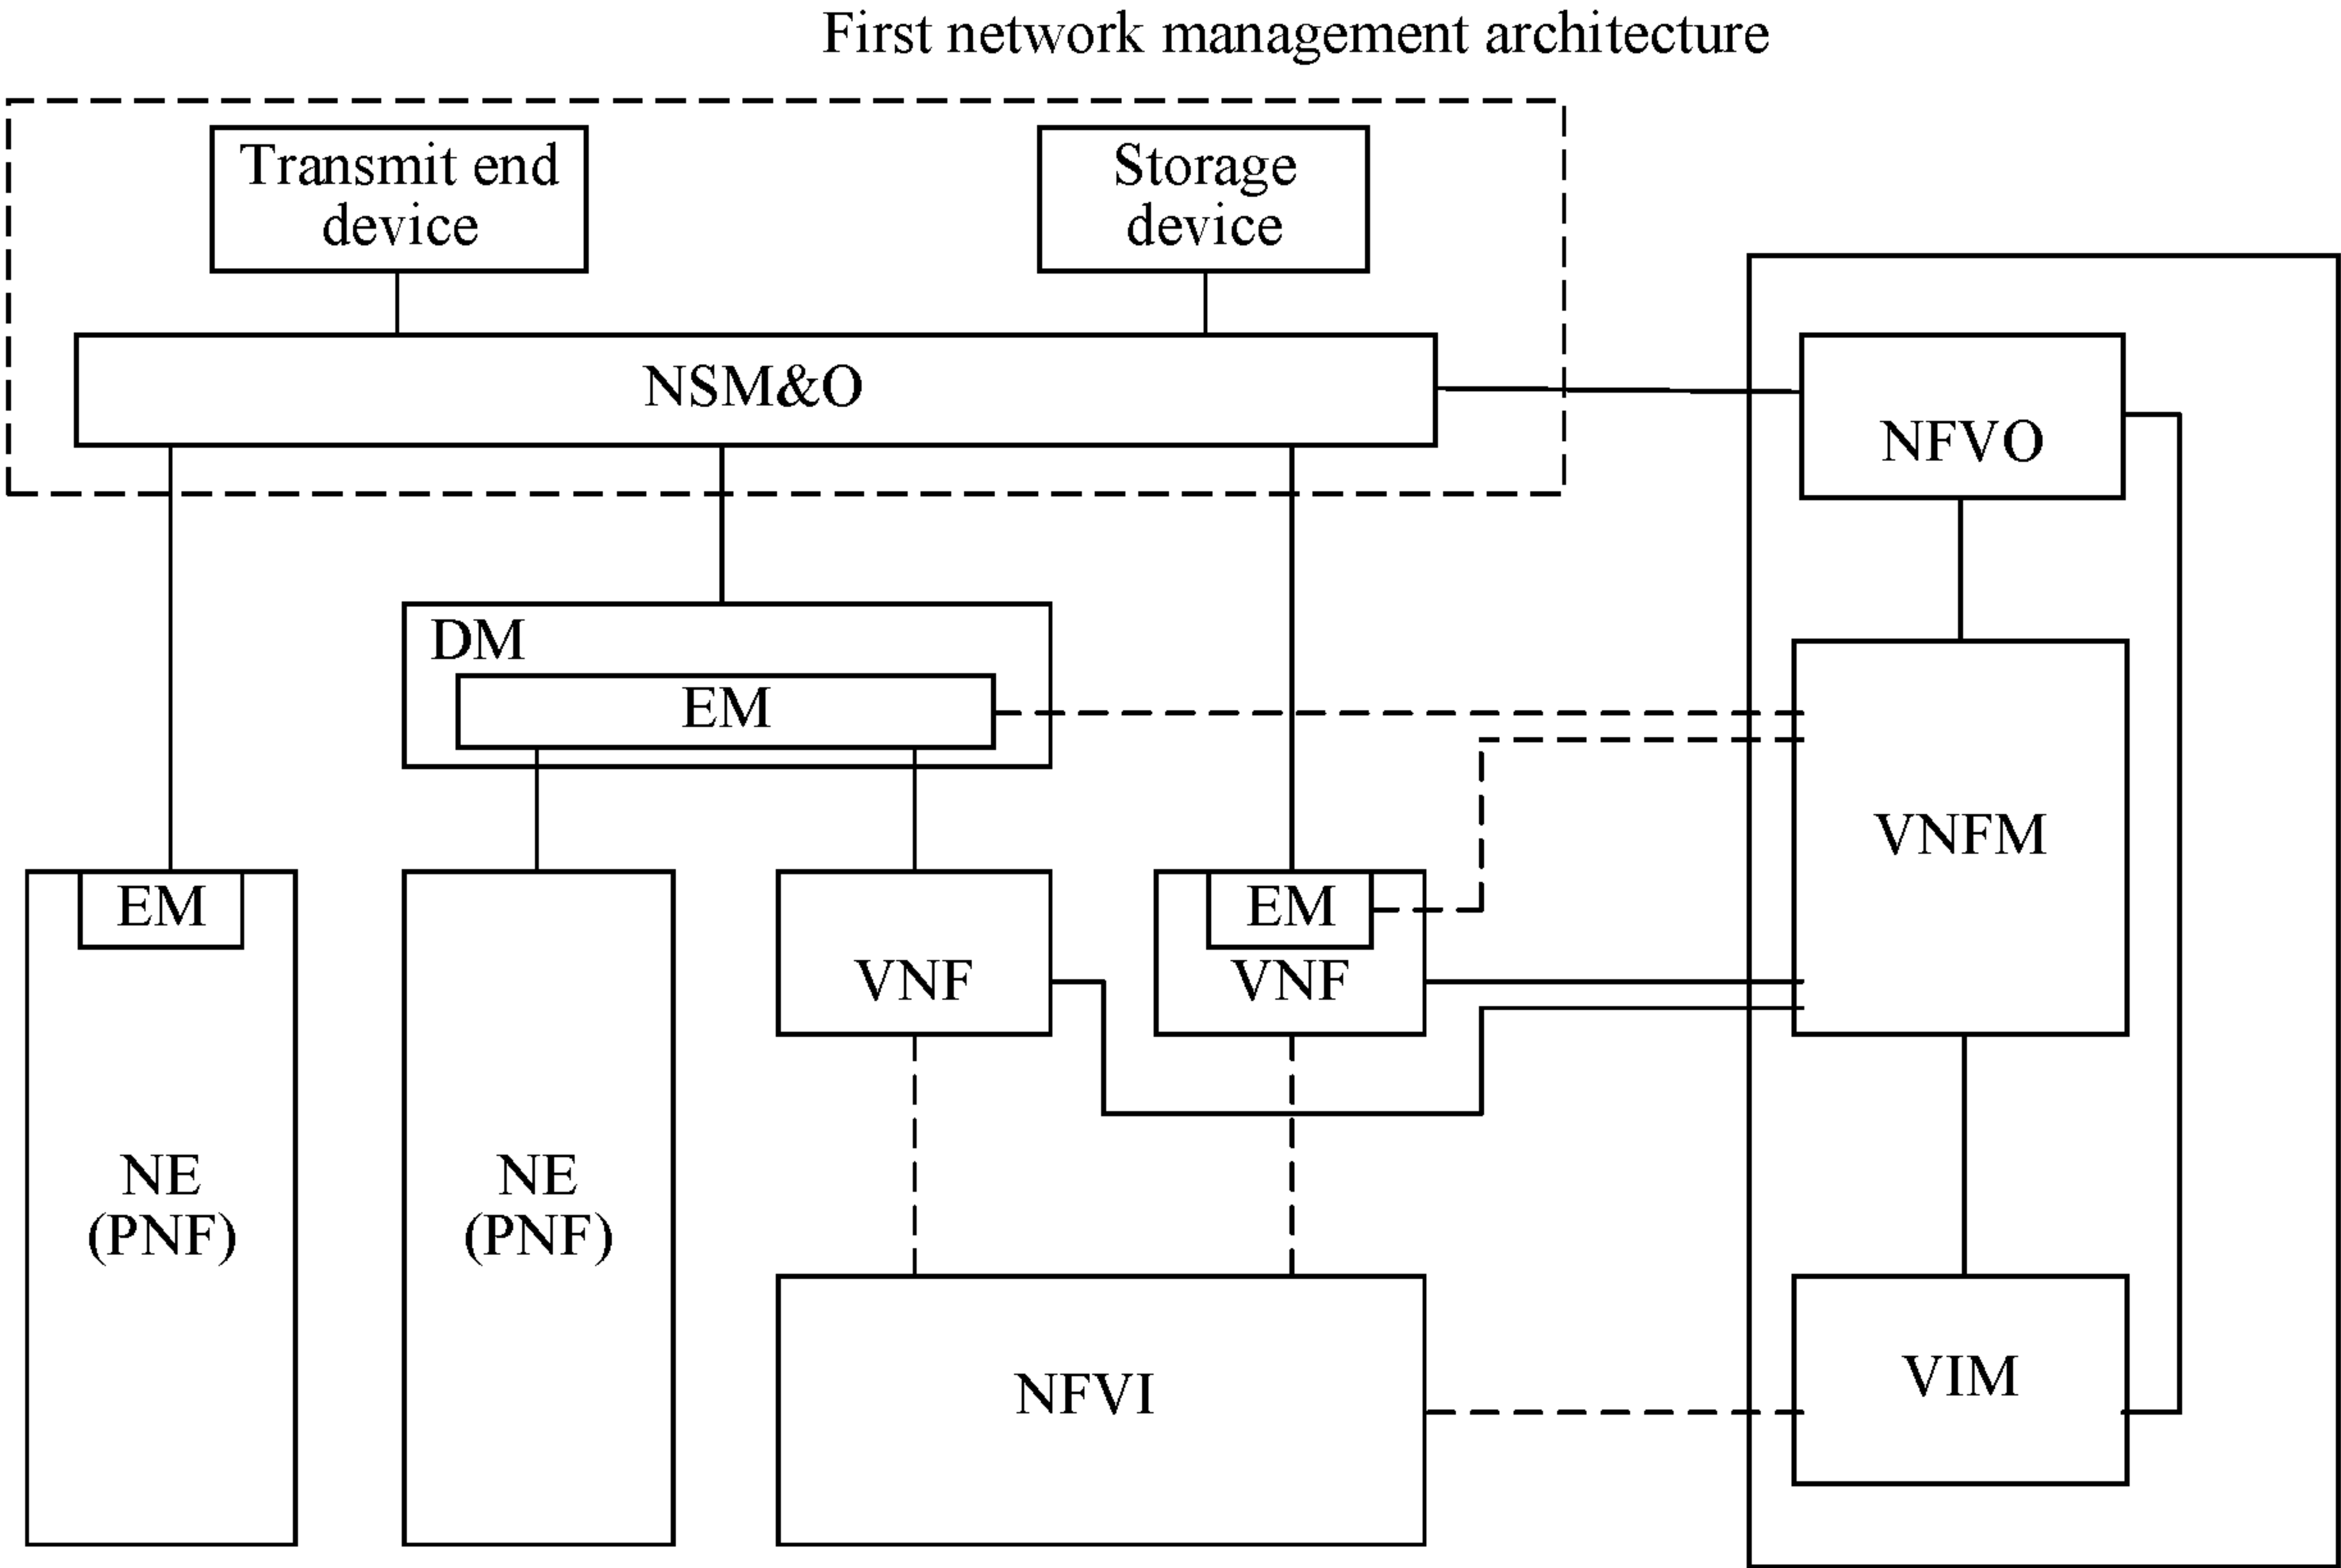 First network management architecture
Transmit end
device
Storage
device
NSM&O
NFVO
DM
EM
VNFM
EM
EM
VNF
VNF
NE
(PNF)
NE
(PNF)
NFVI
VIM